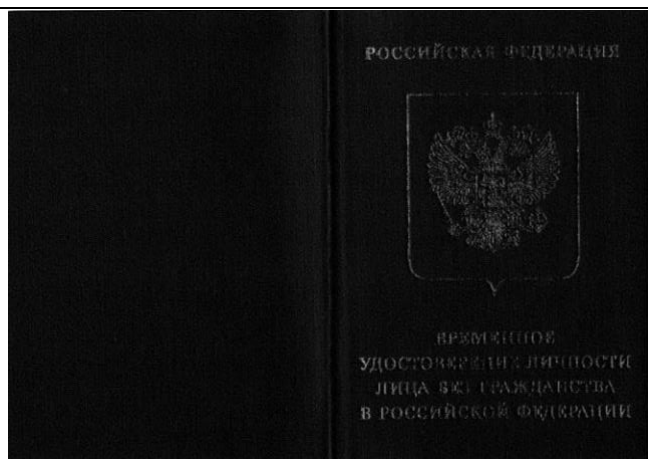 РОССИЙСКАЯ ФЕДЕРАЦИЯ
ВРЕМЕННОЕ
УДОСТОВЕРЕНИЕ ЛИЧНОСТИ
ЛИЦА БЕЗ ГРАЖДАНСТВА
В РОССИЙСКОЙ ФЕДЕРАЦИИ